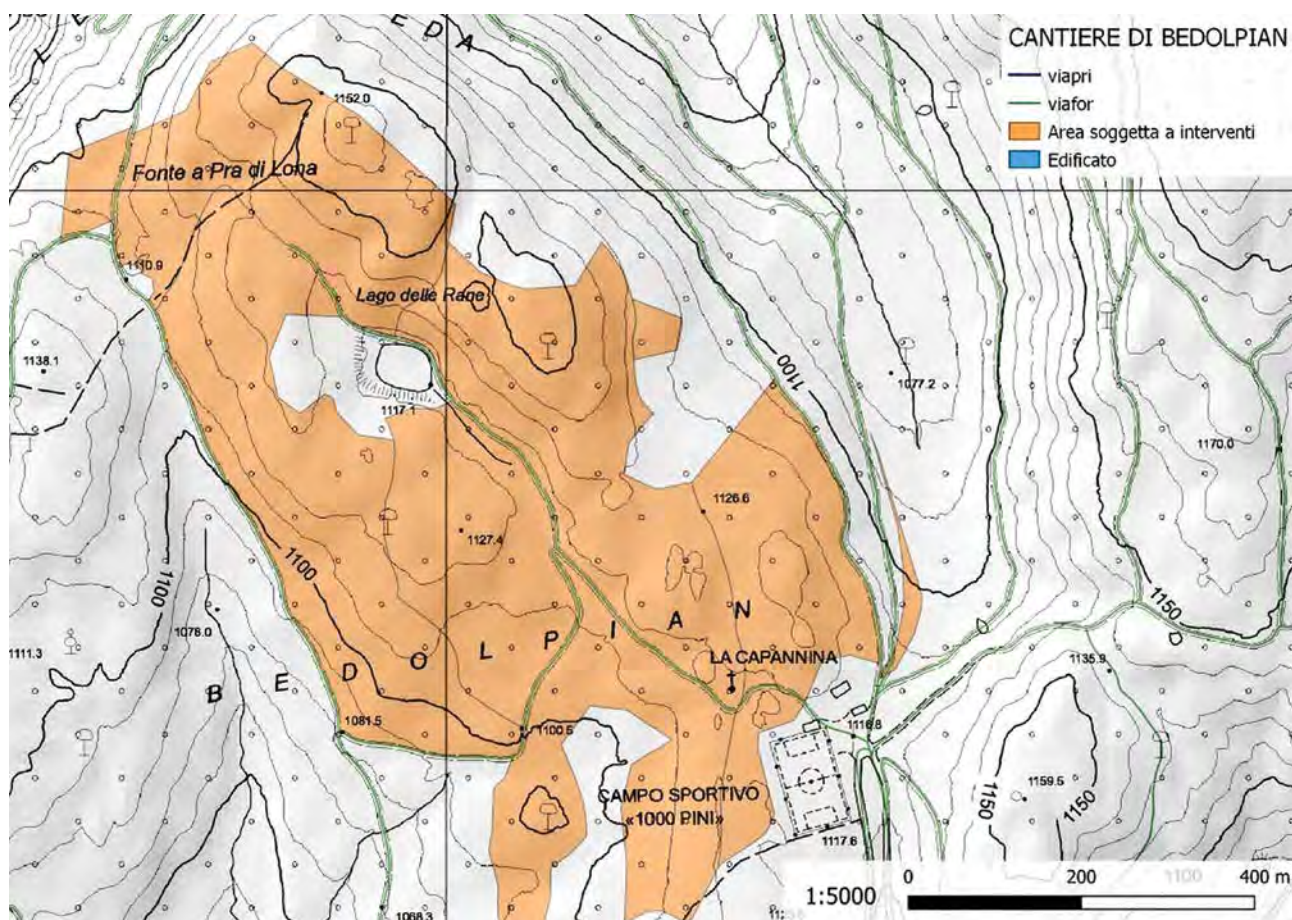 CANTIERE DI BEDOLPIAN
viapri
viafor
Area soggetta a interventi
Edificato
E D A
1152.0
Fonte a Pra di Lona
1110.9
Lago delle Rane
1138.1
1100
1077.2
1117.1
1170.0
1126.6
1127.4
1100
1100
1078.0
1111.3
B E D O L P I A N
LA CAPANNINA
1150
1135.9
1081.5
1100.5
1116.8
CAMPO SPORTIVO
«1000 PINI»
1159.5
1150
1150
1117.6
1:5000
0 200 400 m
1100
1068.3